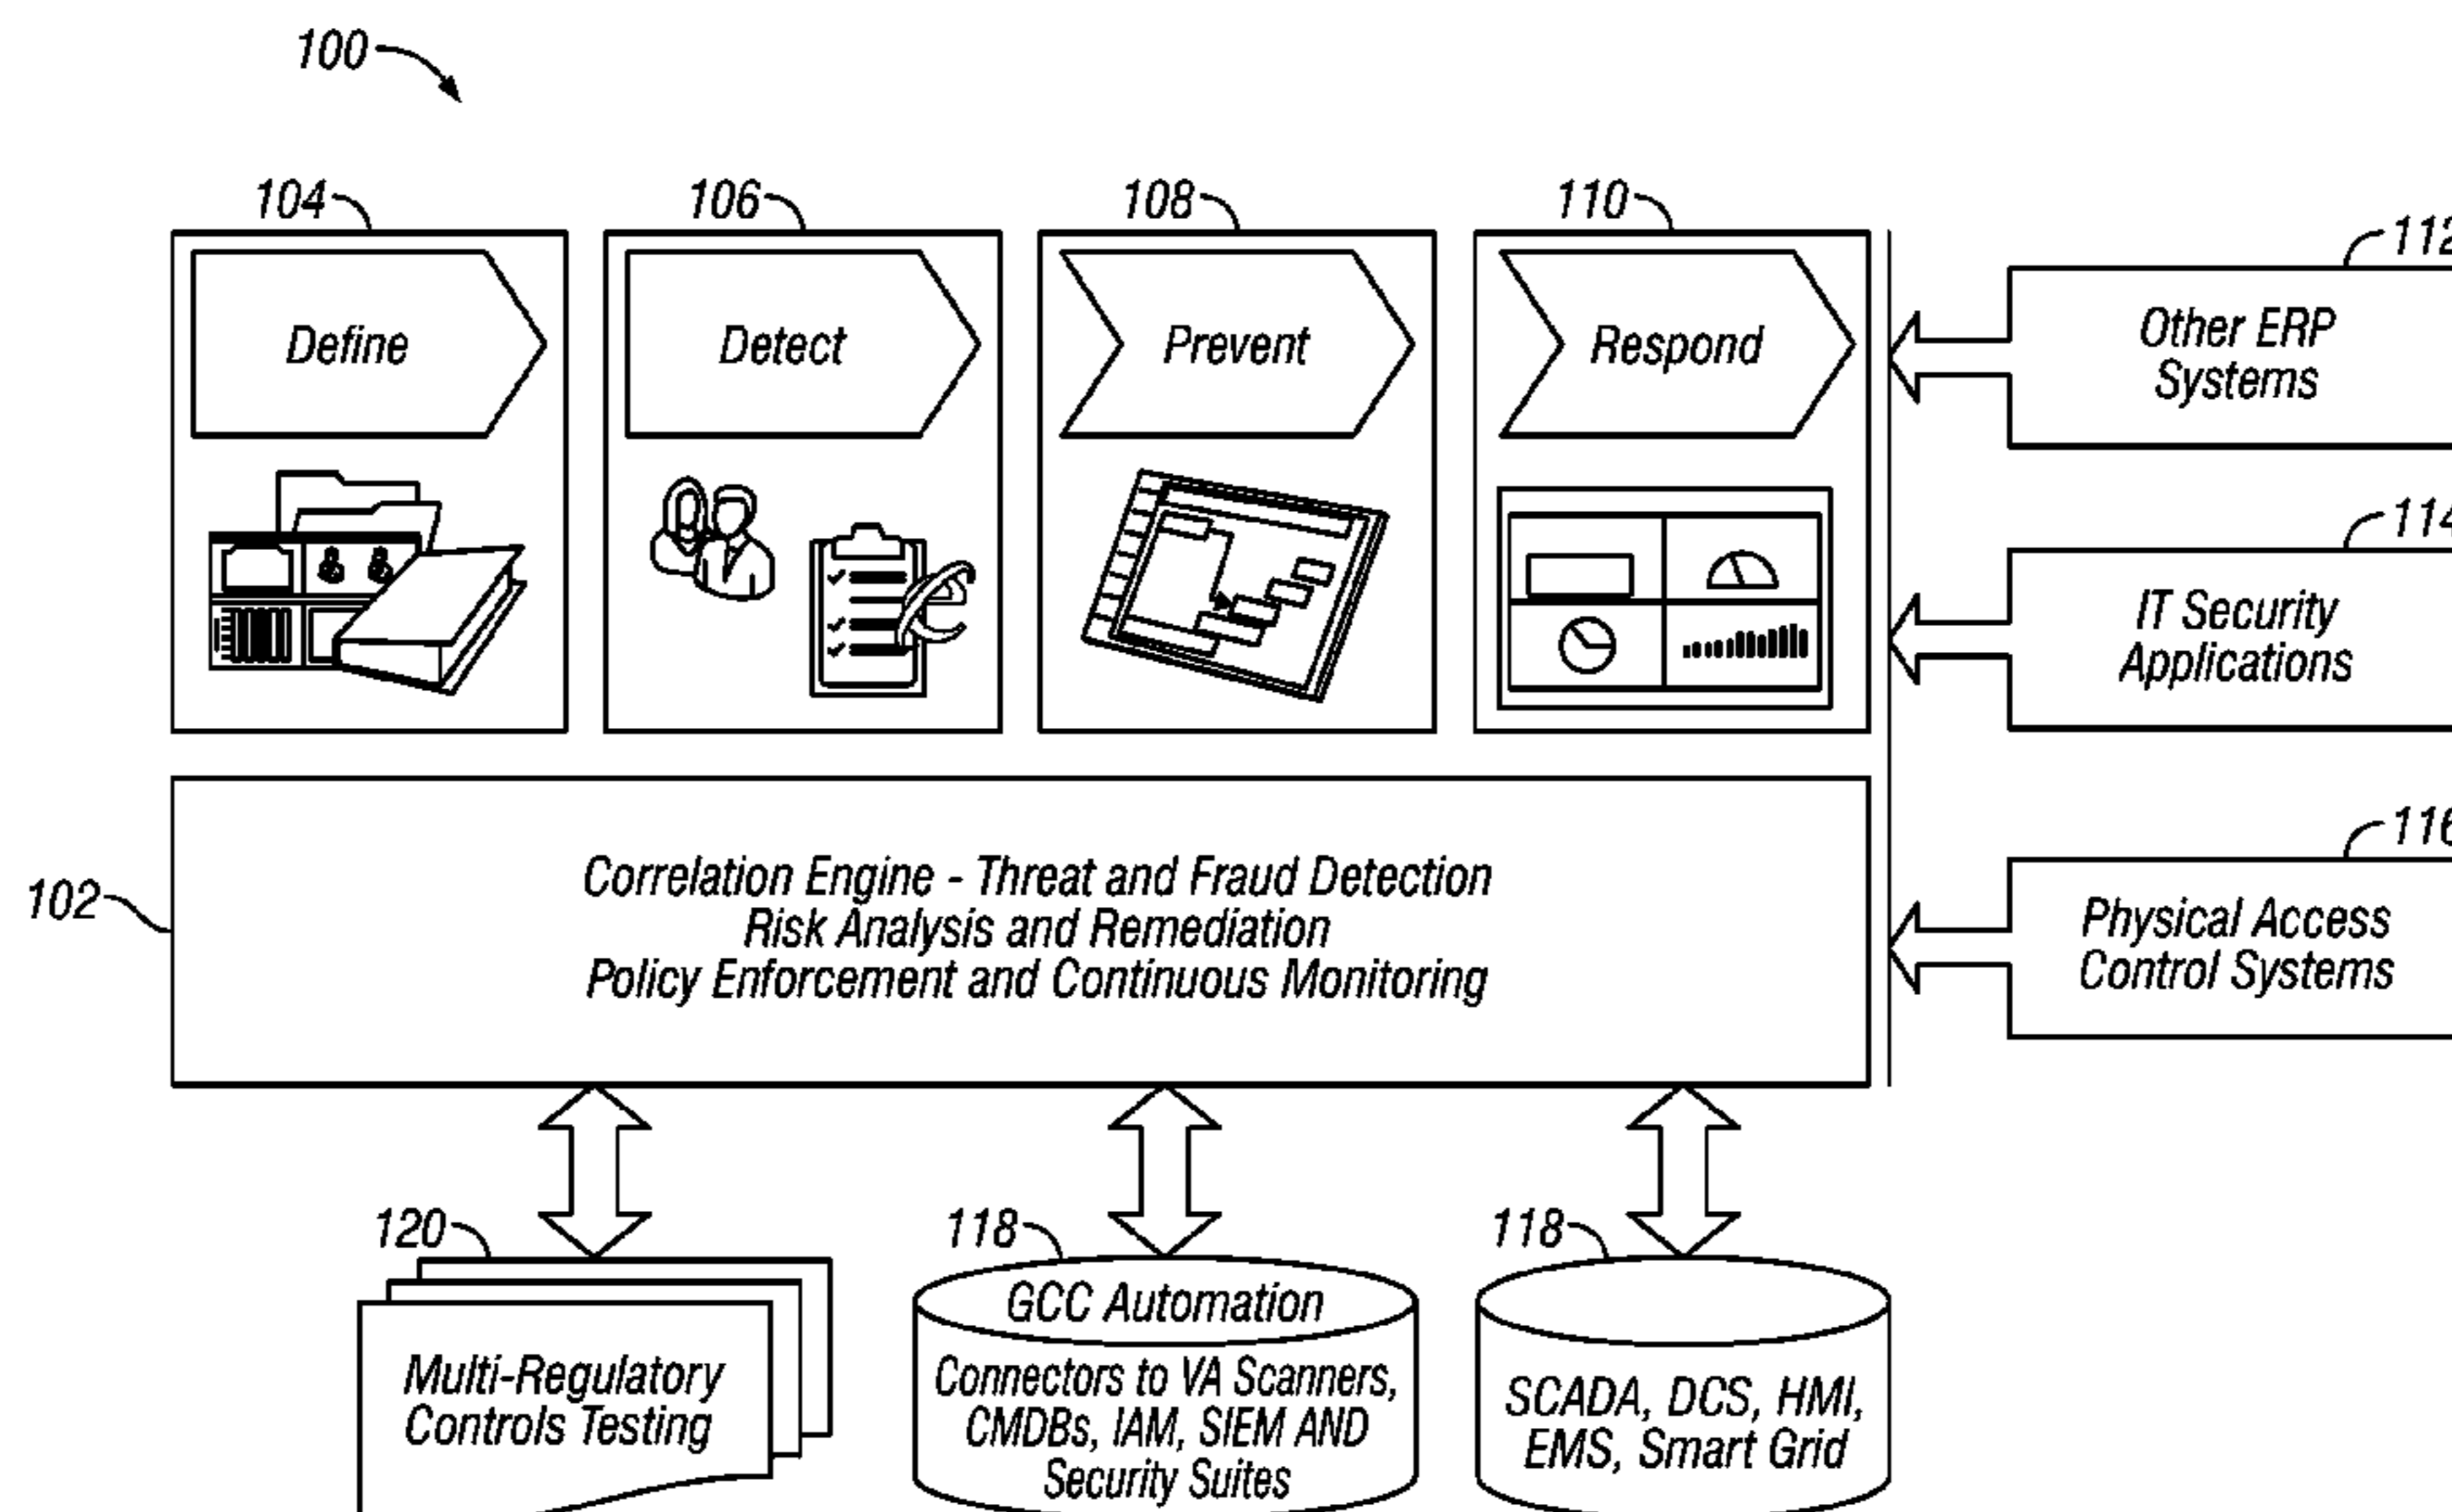 100
104
106
108
110
112
Define
Detect
Prevent
Respond
Other ERP
Systems
114
IT Security
Applications
116
102
Correlation Engine - Threat and Fraud Detection
Risk Analysis and Remediation
Policy Enforcement and Continuous Monitoring
Physical Access
Control Systems
120
118
118
Multi-Regulatory
Controls Testing
GCC Automation
Connectors to VA Scanners,
CMDBs, IAM, SIEM AND
Security Suites
SCADA, DCS, HMI,
EMS, Smart Grid